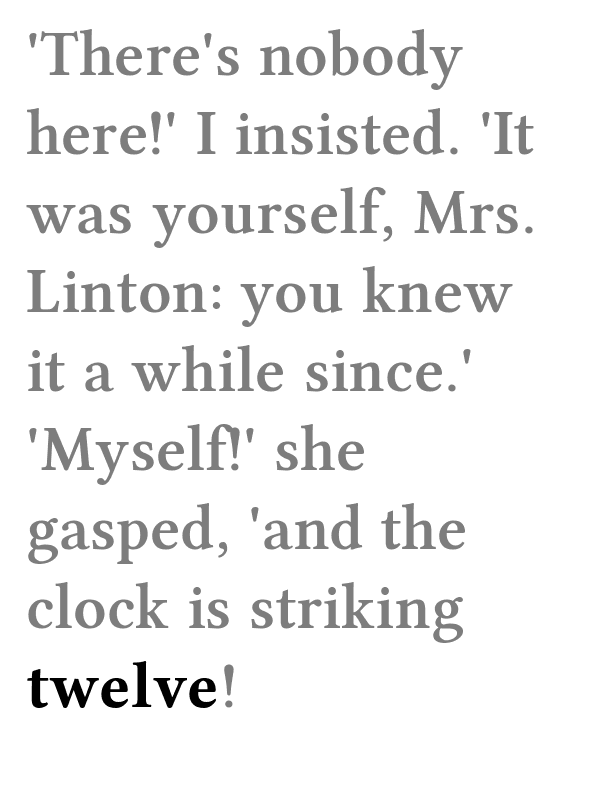 'There's nobody
here!' I insisted. 'It
was yourself, Mrs.
Linton: you knew
it a while since.'
'Myself!' she
gasped, 'and the
clock is striking
twelve!